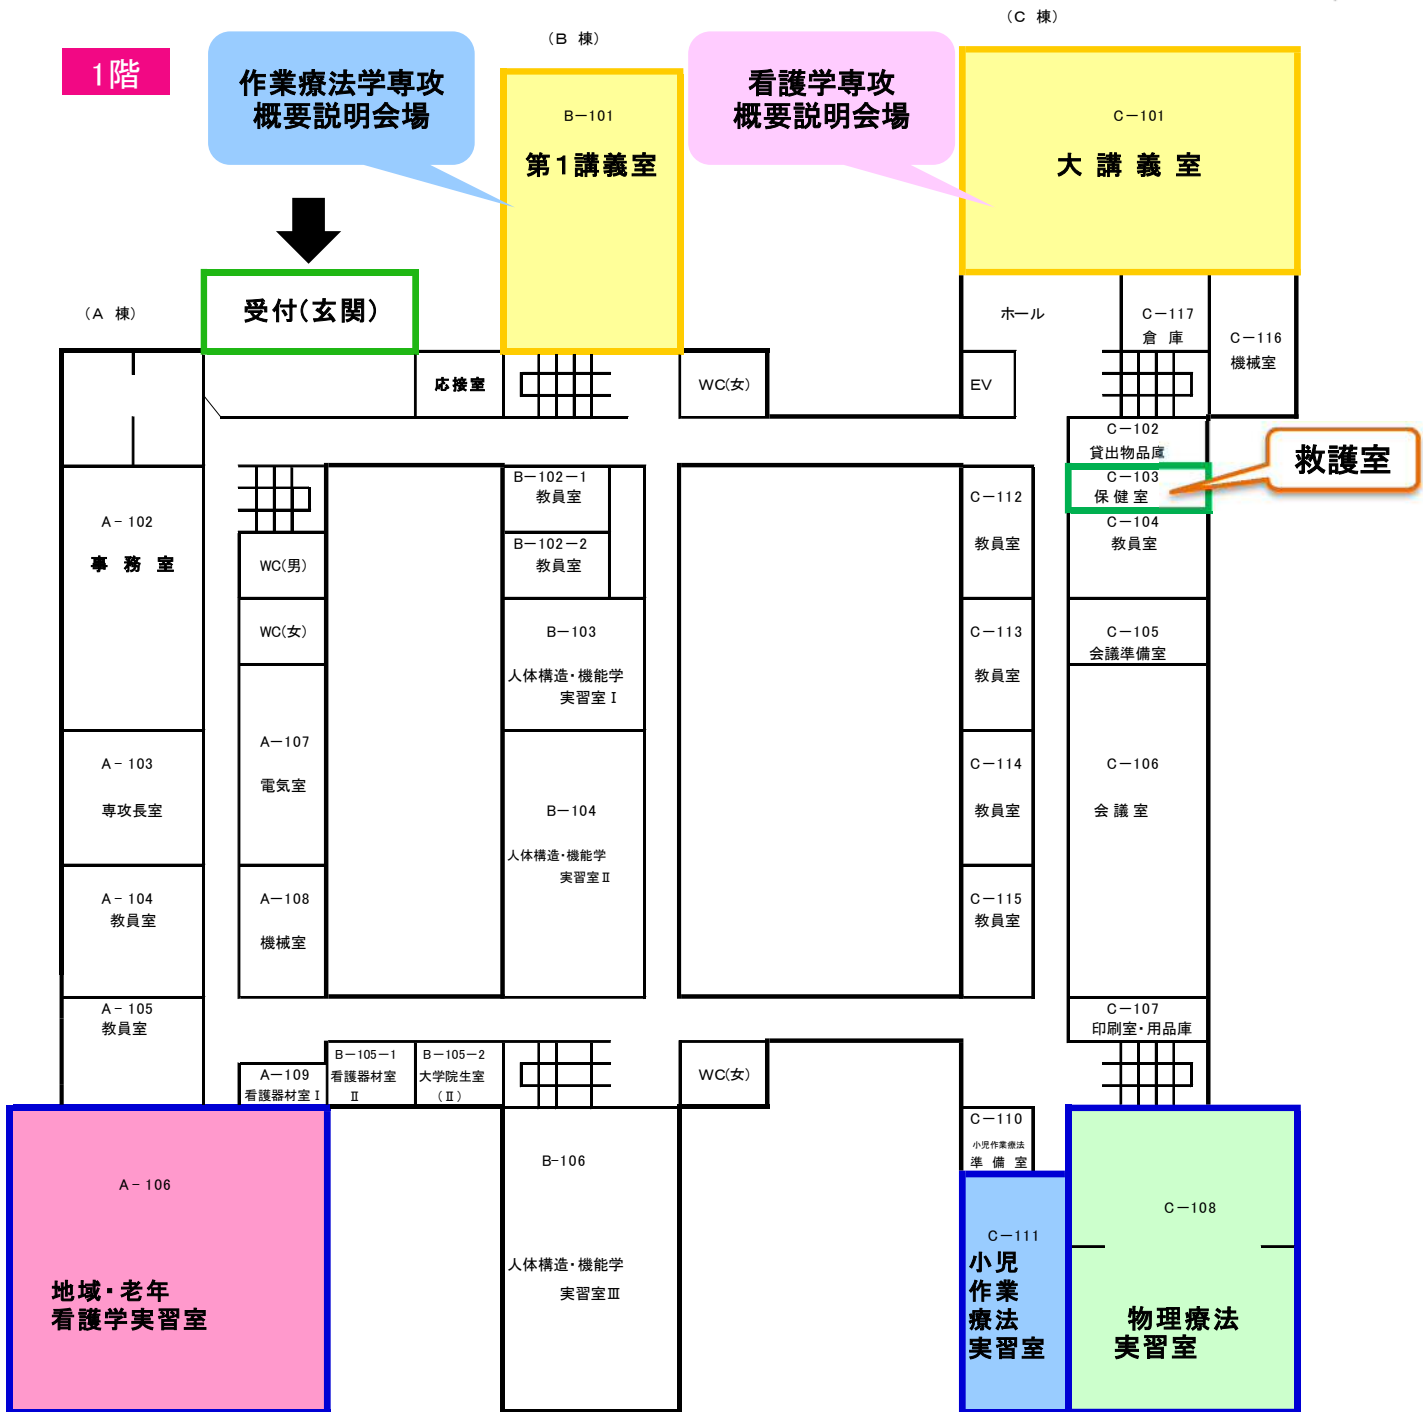 (C 棟)
(B 棟)
1階
作業療法学専攻
概要説明会場
看護学専攻
概要説明会場
B-101
第1講義室
C-101
大 講 義 室
(A 棟)
受付(玄関)
ホール
C-117
倉 庫
C-116
機械室
応接室
WC(女)
EV
C-102
貸出物品庫
救護室
C-103
保 健 室
A-102
事 務 室
WC(男)
WC(女)
B-102-1
教員室
B-102-2
教員室
C-112
教員室
C-104
教員室
B-103
人体構造・機能学
実習室Ⅰ
C-113
教員室
C-105
会議準備室
A-103
専攻長室
A-107
電気室
B-104
人体構造・機能学
実習室Ⅱ
C-114
教員室
C-106
会 議 室
A-104
教員室
A-108
機械室
C-115
教員室
A-105
教員室
C-107
印刷室・用品庫
A-109
看護器材室Ⅰ
B-105-1
看護器材室
Ⅱ
B-105-2
大学院生室
(Ⅱ)
WC(女)
A-106
地域・老年
看護学実習室
B-106
人体構造・機能学
実習室Ⅲ
C-110
小児作業療法
準 備 室
C-111
小児
作業
療法
実習室
C-108
物理療法
実習室